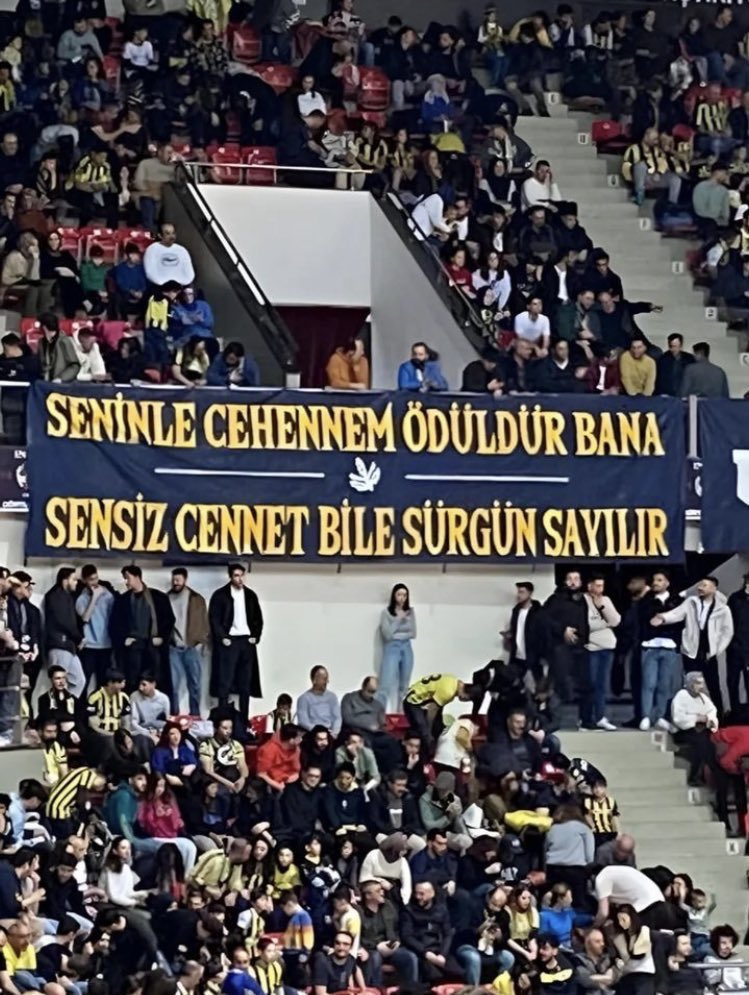 SENİNLE CEHENNEM ÖDÜLDÜR BANA
SENSİZ CENNET BİLE SÜRGÜN SAYILIR